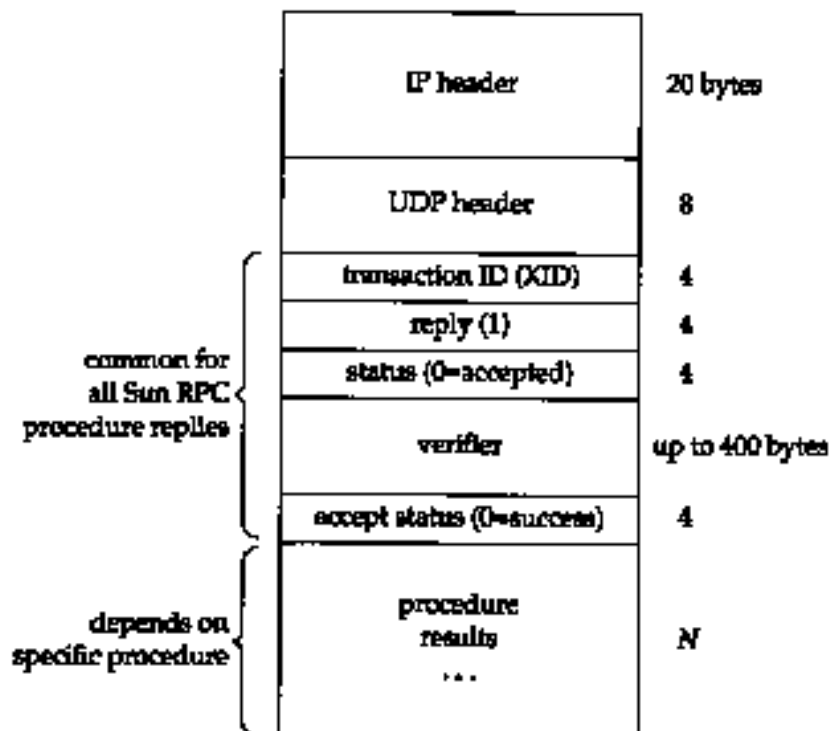 IP header 20 bytes
UDP header 8
transaction ID (XID) 4
reply (1) 4
status (0=accepted) 4
common for
all Sun RPC
procedure replies
verifier up to 400 bytes
accept status (0=success) 4
depends on
specific procedure
procedure
results
...
N